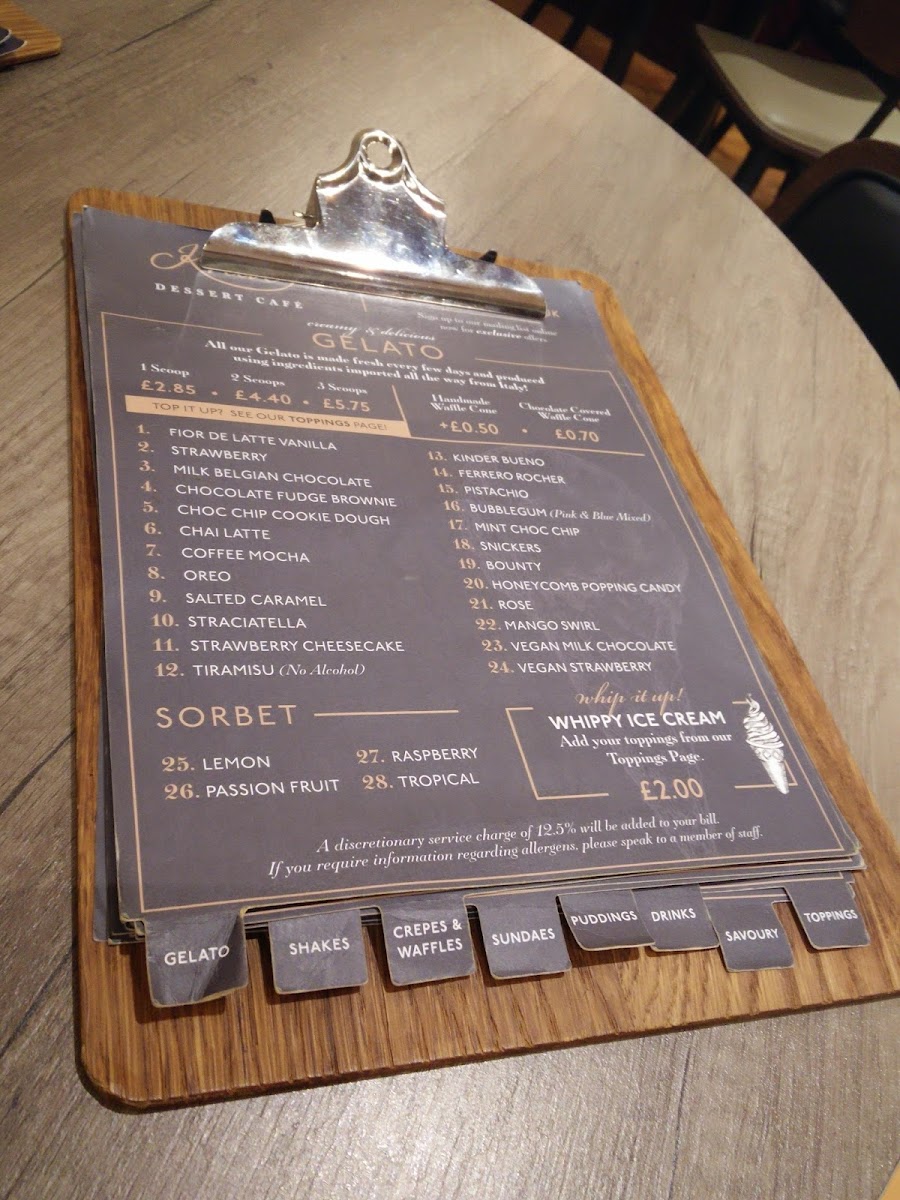 DESSERT CAFÉ
Sign up to our mailing list online
now for exclusive offers
creamy & delicious
GELATO
All our Gelato is made fresh every few days and produced
using ingredients imported all the way from Italy!
1 Scoop
£2.85 •
2 Scoops
£4.40 •
3 Scoops
£5.75
Handmade
Waffle Cone
+£0.50 •
Chocolate Covered
Waffle Cone
£0.70
TOP IT UP? SEE OUR TOPPINGS PAGE!
1. FIOR DE LATTE VANILLA
2. STRAWBERRY
3. MILK BELGIAN CHOCOLATE
4. CHOCOLATE FUDGE BROWNIE
5. CHOC CHIP COOKIE DOUGH
6. CHAI LATTE
7. COFFEE MOCHA
8. OREO
9. SALTED CARAMEL
10. STRACIATELLA
11. STRAWBERRY CHEESECAKE
12. TIRAMISU (No Alcohol)
13. KINDER BUENO
14. FERRERO ROCHER
15. PISTACHIO
16. BUBBLEGUM (Pink & Blue Mixed)
17. MINT CHOC CHIP
18. SNICKERS
19. BOUNTY
20. HONEYCOMB POPPING CANDY
21. ROSE
22. MANGO SWIRL
23. VEGAN MILK CHOCOLATE
24. VEGAN STRAWBERRY
SORBET
25. LEMON
26. PASSION FRUIT
27. RASPBERRY
28. TROPICAL
whip it up!
WHIPPY ICE CREAM
Add your toppings from our
Toppings Page.
£2.00
A discretionary service charge of 12.5% will be added to your bill.
If you require information regarding allergens, please speak to a member of staff.
GELATO
SHAKES
CREPES &
WAFFLES
SUNDAES
PUDDINGS
DRINKS
SAVOURY
TOPPINGS